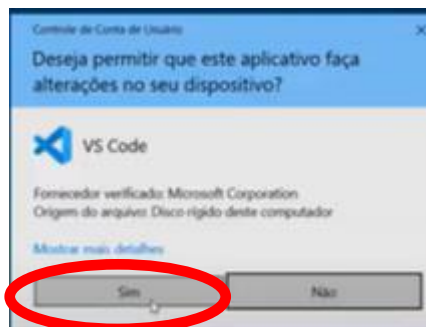 Controle de Conta de Usuário
Deseja permitir que este aplicativo faça
alterações no seu dispositivo?
VS Code
Fornecedor verificado: Microsoft Corporation
Origem do arquivo: Disco rígido deste computador
Mostrar mais detalhes
Sim
Não